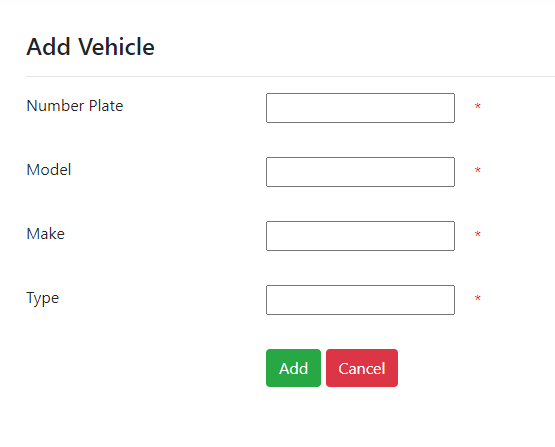 Add Vehicle
Number Plate *
Model *
Make *
Type *
Add Cancel